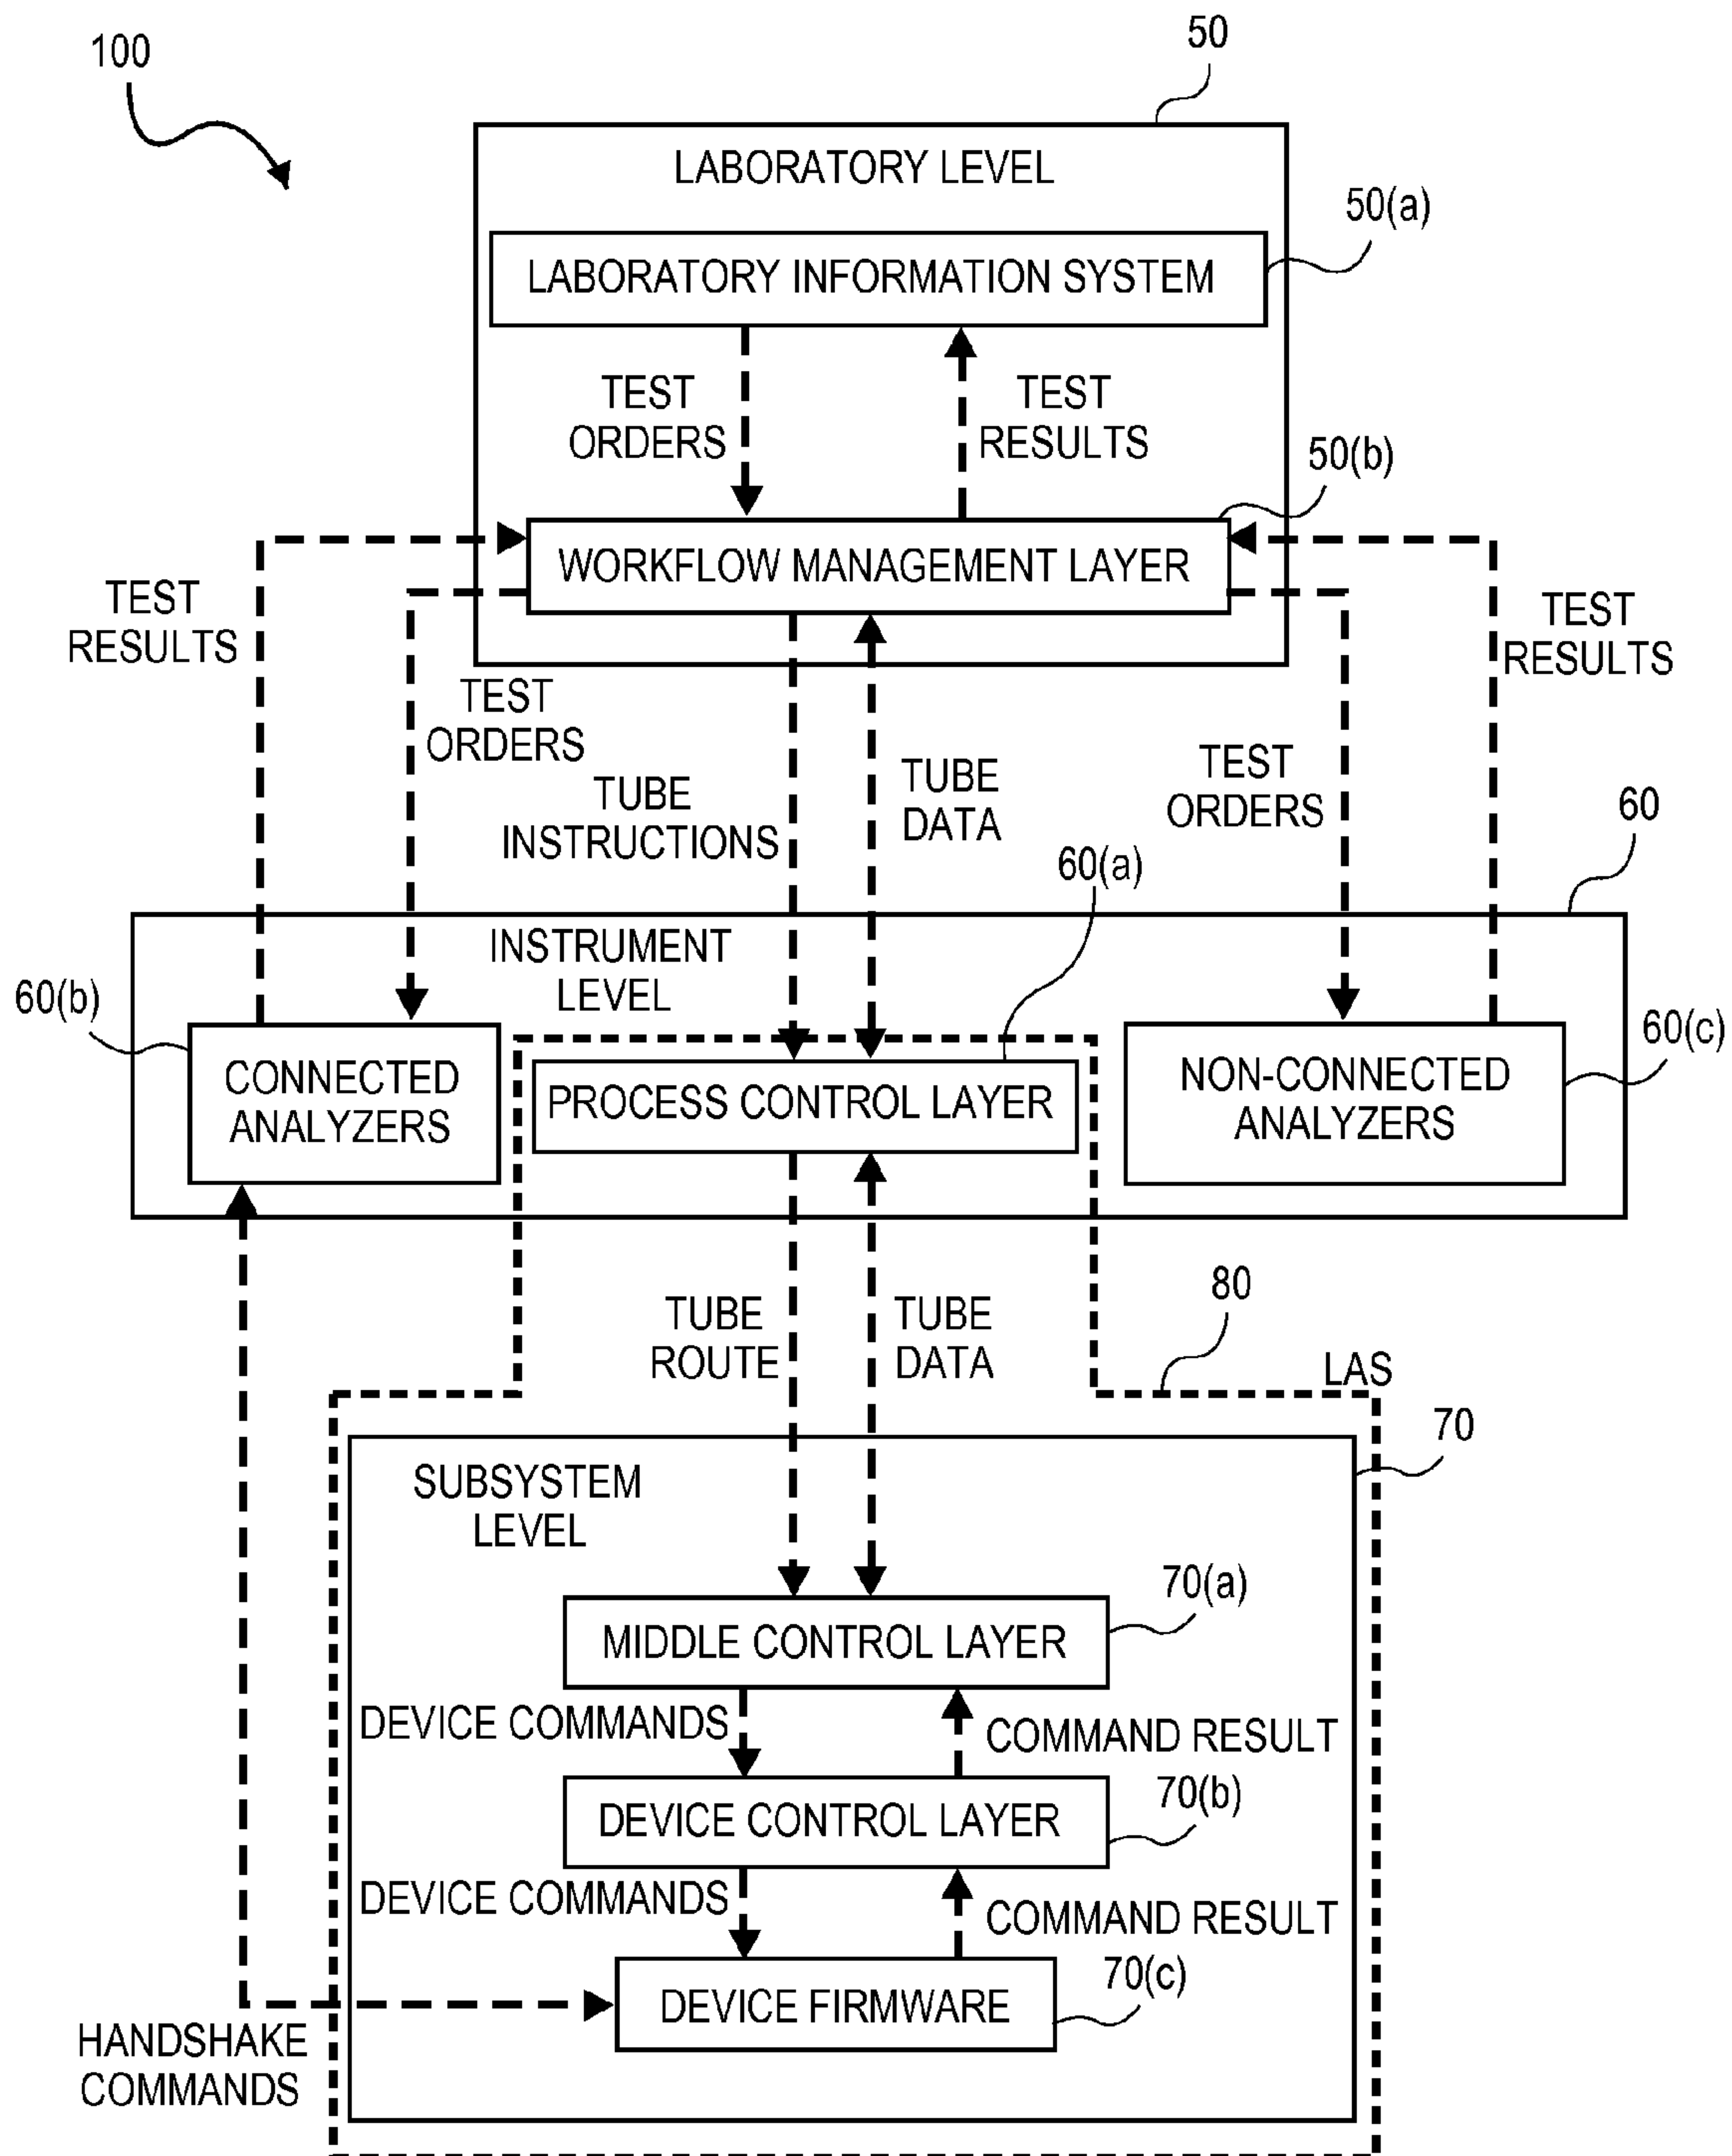 100
50
LABORATORY LEVEL
50(a)
LABORATORY INFORMATION SYSTEM
TEST
ORDERS
TEST
RESULTS
50(b)
WORKFLOW MANAGEMENT LAYER
TEST
RESULTS
TEST
RESULTS
TEST
ORDERS
TUBE
INSTRUCTIONS
TUBE
DATA
TEST
ORDERS
60
60(a)
INSTRUMENT
LEVEL
60(b)
60(c)
CONNECTED
ANALYZERS
PROCESS CONTROL LAYER
NON-CONNECTED
ANALYZERS
80
TUBE
ROUTE
TUBE
DATA
LAS
70
SUBSYSTEM
LEVEL
70(a)
MIDDLE CONTROL LAYER
DEVICE COMMANDS
COMMAND RESULT
70(b)
DEVICE CONTROL LAYER
DEVICE COMMANDS
COMMAND RESULT
70(c)
DEVICE FIRMWARE
HANDSHAKE
COMMANDS